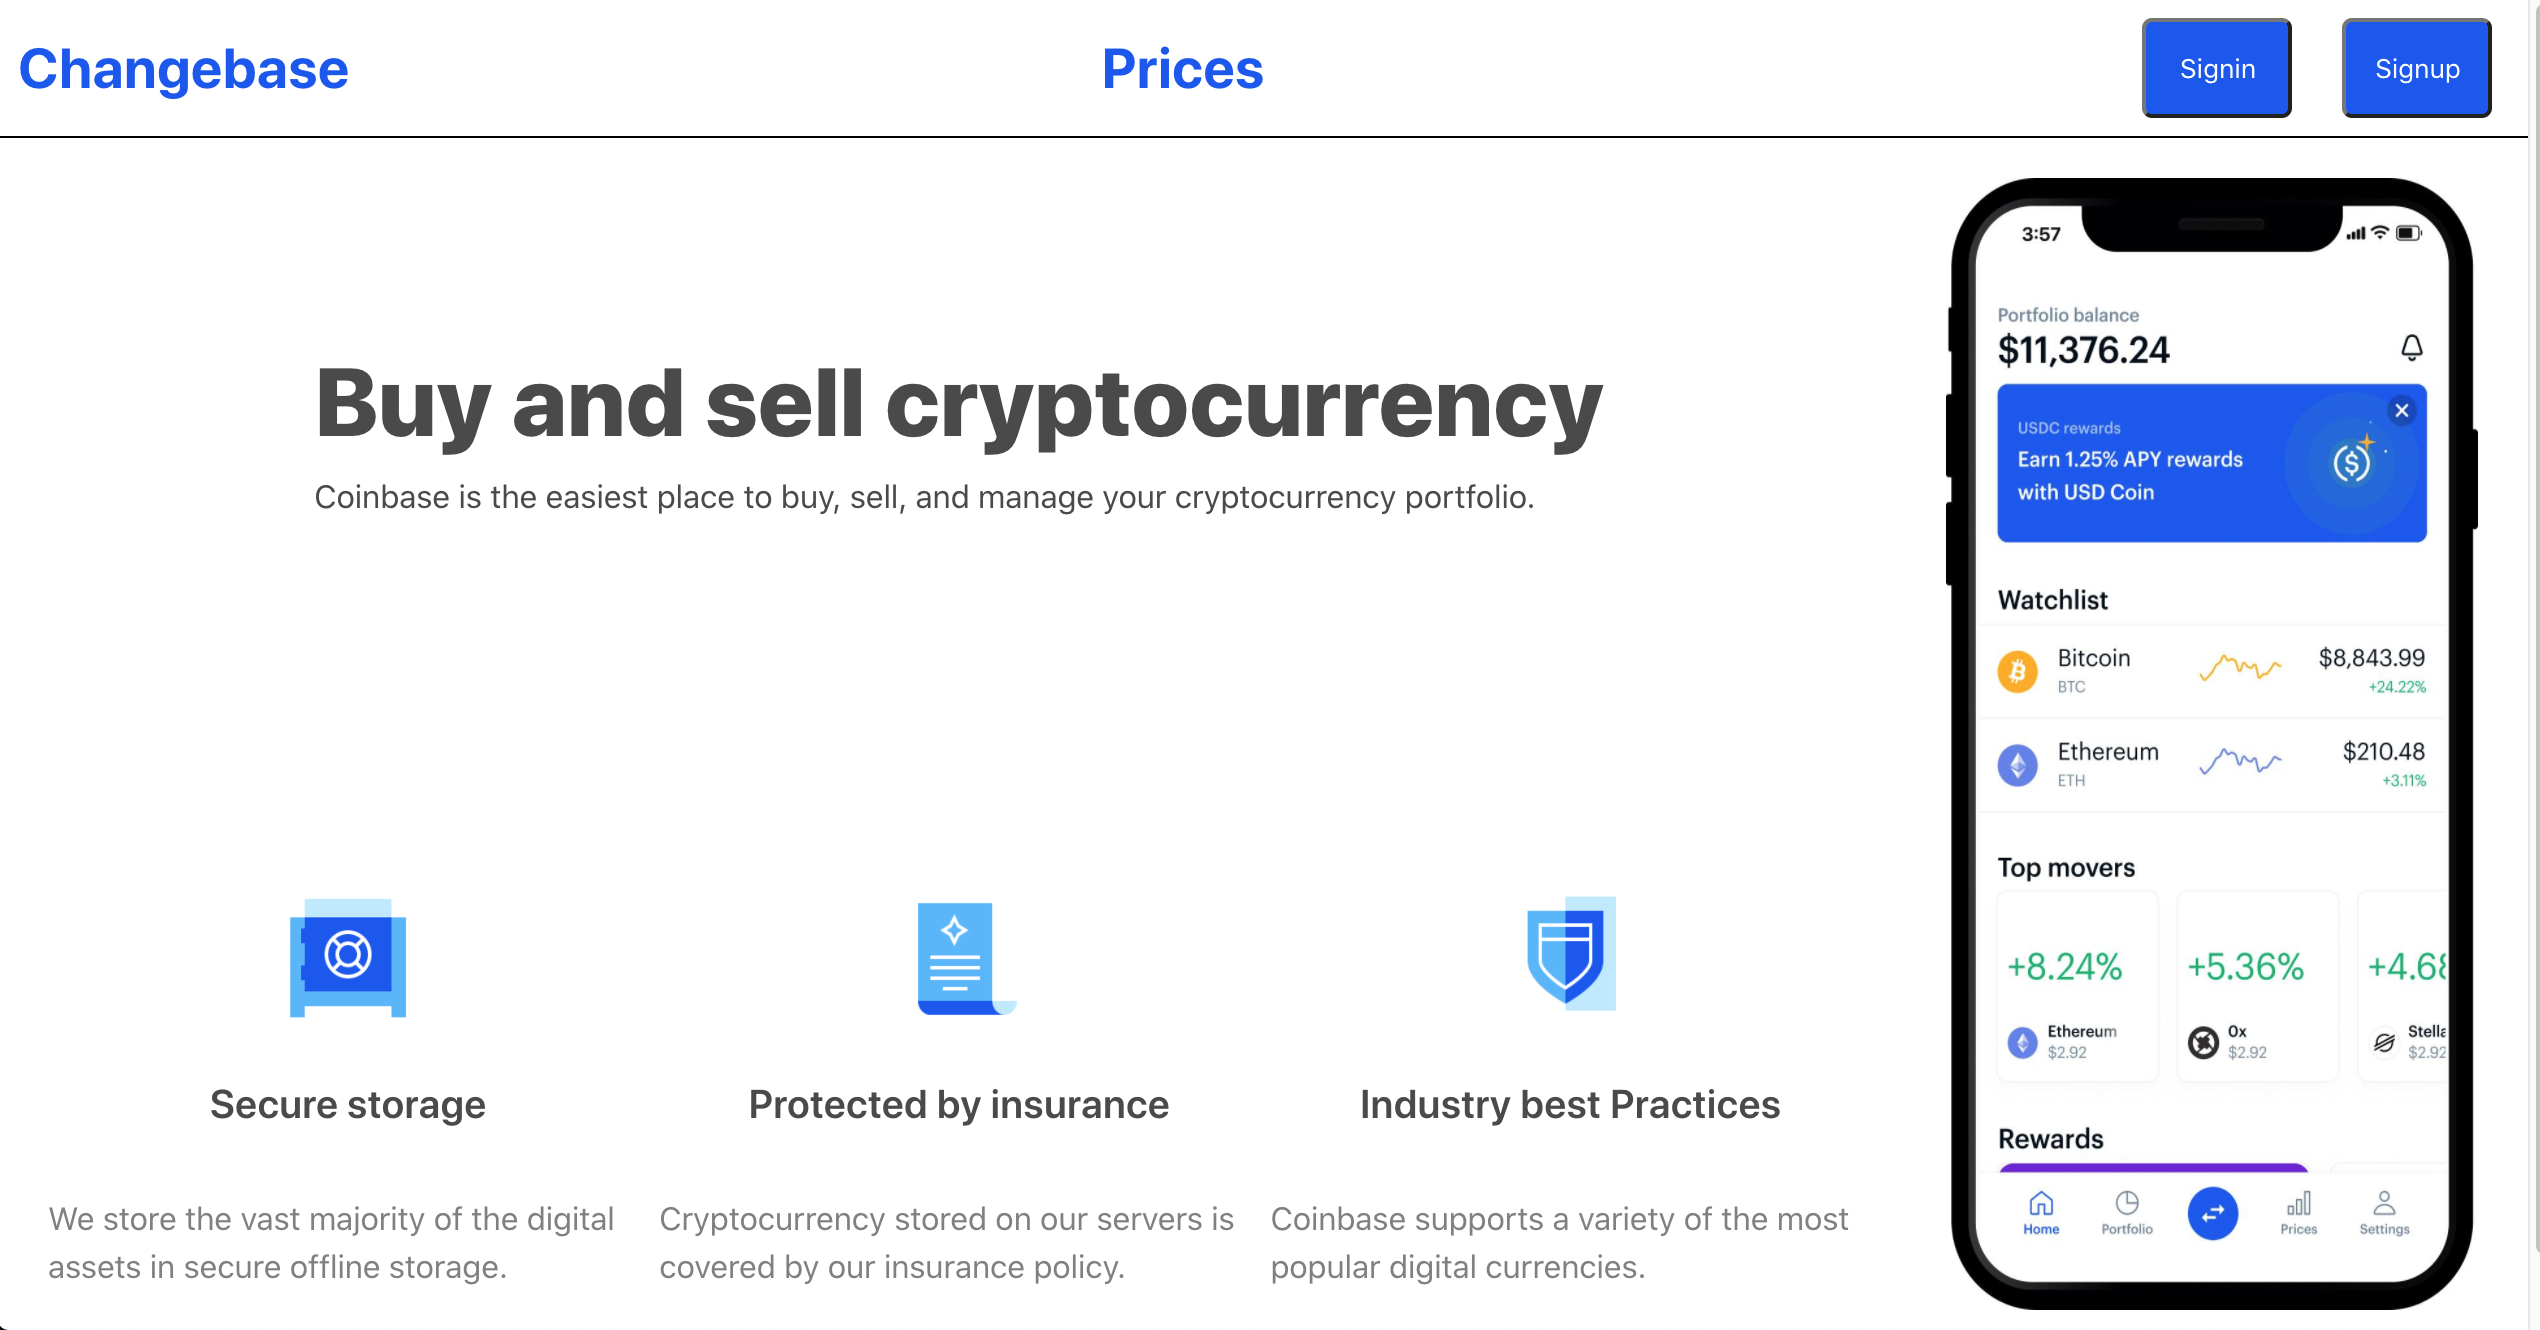 Changebase
Prices
Signin
Signup
Buy and sell cryptocurrency
Coinbase is the easiest place to buy, sell, and manage your cryptocurrency portfolio.
Secure storage
We store the vast majority of the digital
assets in secure offline storage.
Protected by insurance
Cryptocurrency stored on our servers is
covered by our insurance policy.
Industry best Practices
Coinbase supports a variety of the most
popular digital currencies.
3:57
Portfolio balance
$11,376.24
USDC rewards
Earn 1.25% APY rewards
with USD Coin
Watchlist
Bitcoin
$8,843.99
BTC
+24.22%
Ethereum
$210.48
ETH
+3.11%
Top movers
+8.24%
Ethereum
$2.92
+5.36%
0x
$2.92
+4.68
Stella
$2.92
Rewards
Home
Portfolio
Prices
Settings